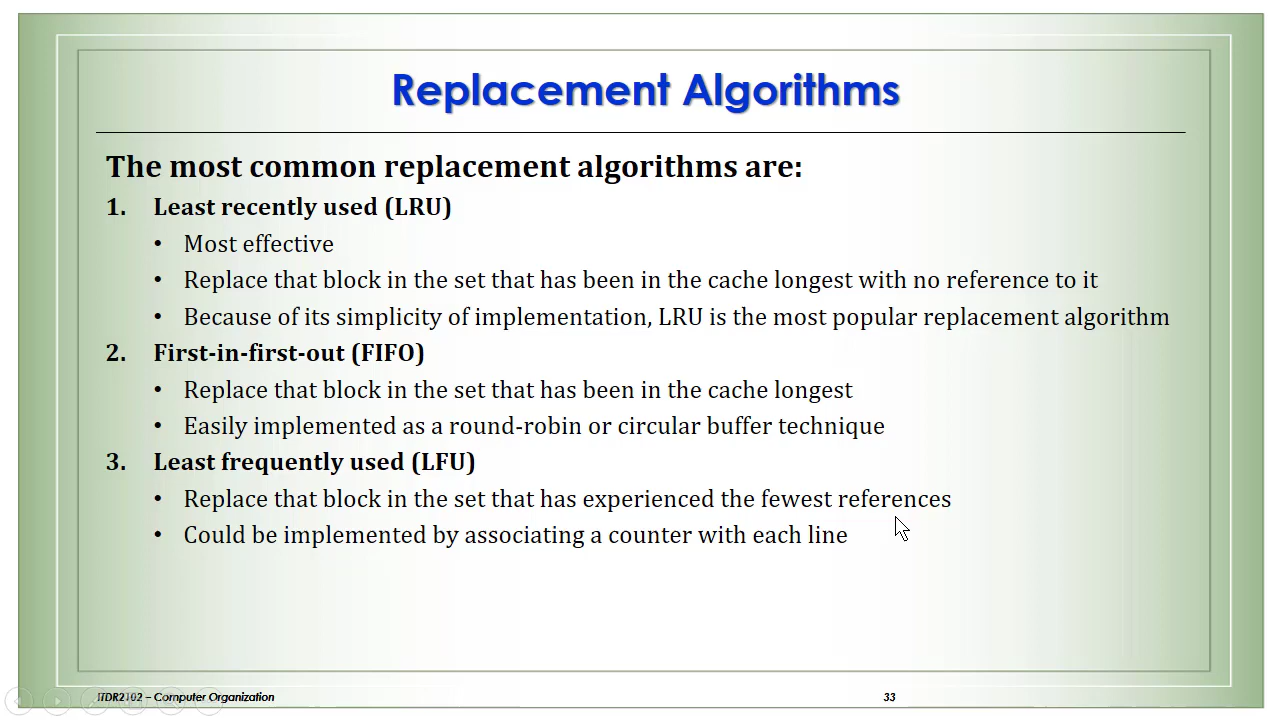 Replacement Algorithms
The most common replacement algorithms are:
1. Least recently used (LRU)
• Most effective
• Replace that block in the set that has been in the cache longest with no reference to it
• Because of its simplicity of implementation, LRU is the most popular replacement algorithm
2. First-in-first-out (FIFO)
• Replace that block in the set that has been in the cache longest
• Easily implemented as a round-robin or circular buffer technique
3. Least frequently used (LFU)
• Replace that block in the set that has experienced the fewest references
• Could be implemented by associating a counter with each line
ITDR2102 – Computer Organization
33